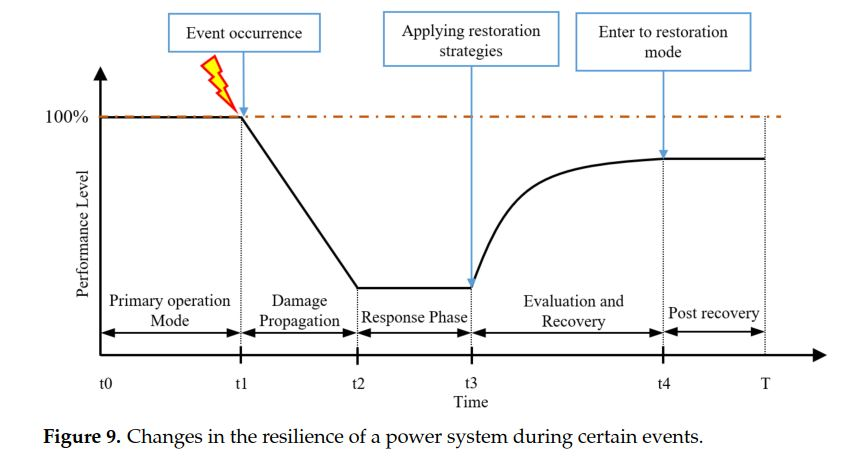 Event occurrence
Applying restoration
strategies
Enter to restoration
mode
100%
Performance Level
Primary operation
Mode
Damage
Propagation
Response Phase
Evaluation and
Recovery
Post recovery
t0
t1
t2
t3
t4
T
Time
Figure 9. Changes in the resilience of a power system during certain events.